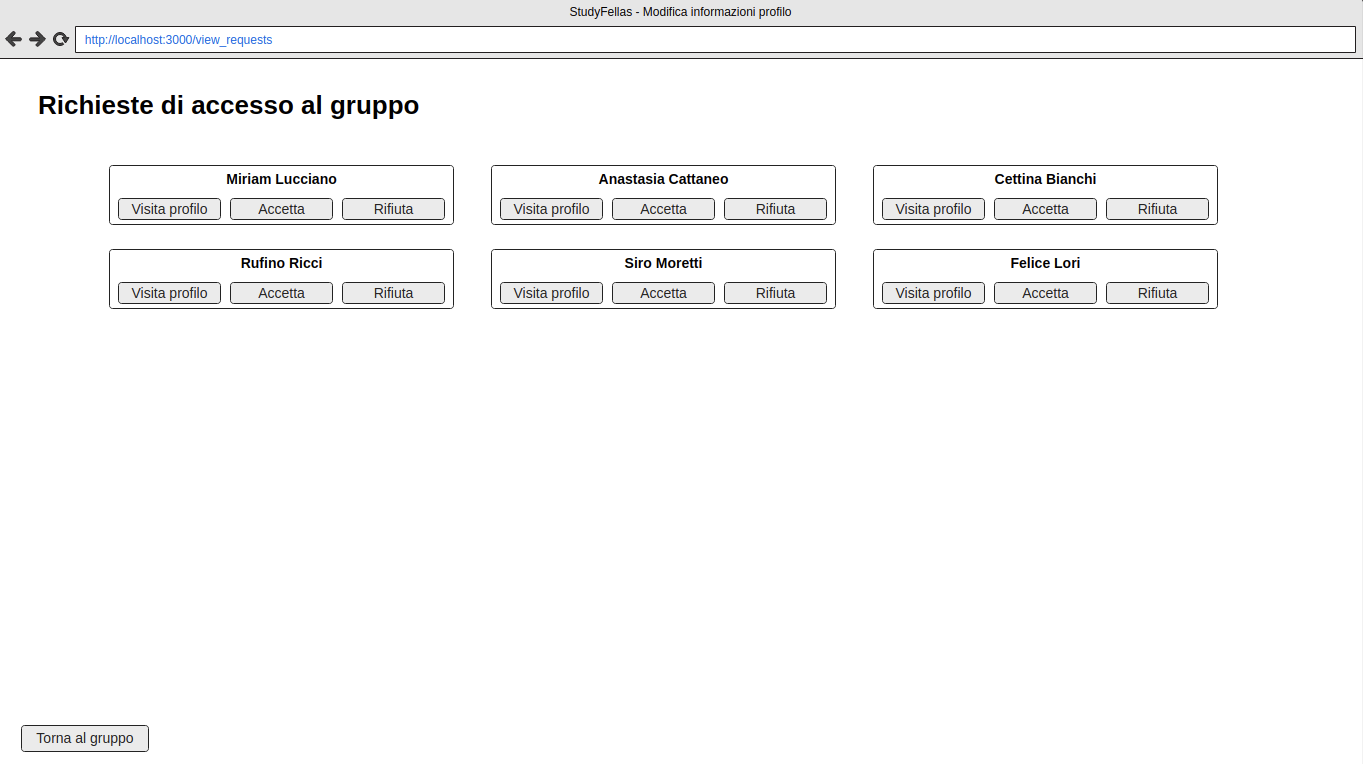 StudyFellas - Modifica informazioni profilo
http://localhost:3000/view_requests
Richieste di accesso al gruppo
Miriam Lucciano
Visita profilo Accetta Rifiuta
Anastasia Cattaneo
Visita profilo Accetta Rifiuta
Cettina Bianchi
Visita profilo Accetta Rifiuta
Rufino Ricci
Visita profilo Accetta Rifiuta
Siro Moretti
Visita profilo Accetta Rifiuta
Felice Lori
Visita profilo Accetta Rifiuta
Torna al gruppo